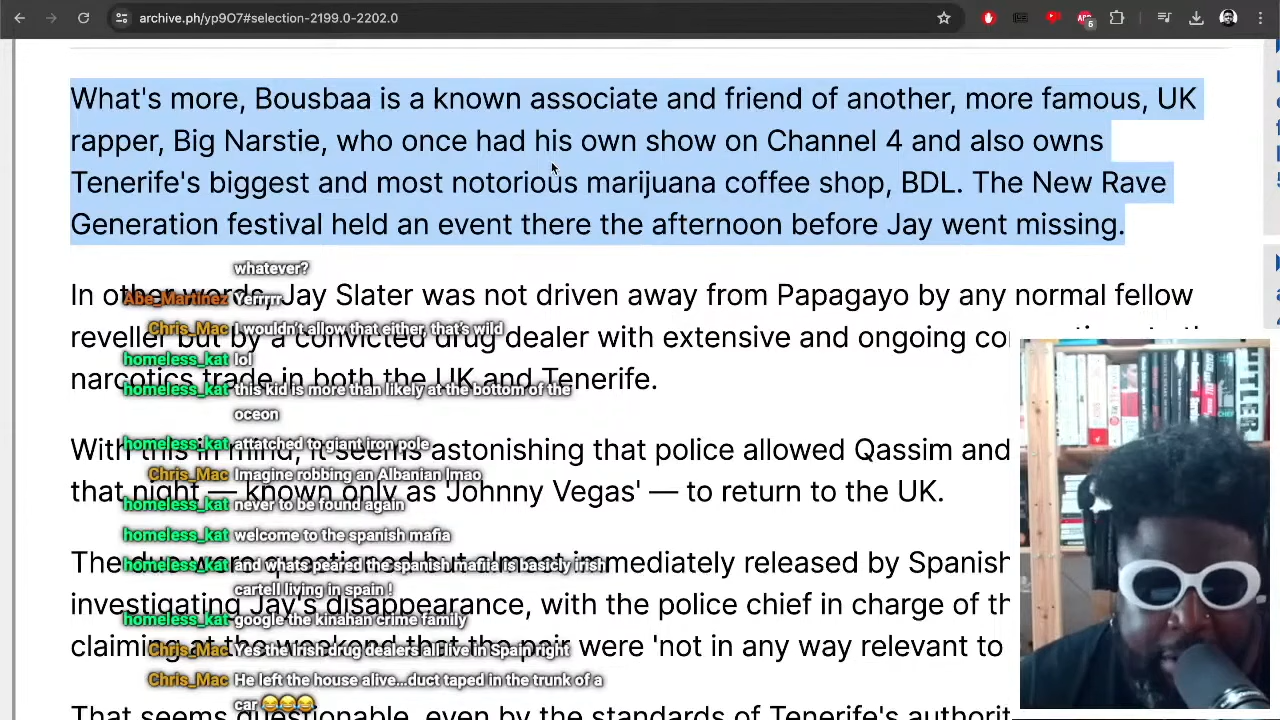 archive.ph/yp9O7#selection-2199.0-2202.0
6
What's more, Bousbaa is a known associate and friend of another, more famous, UK
rapper, Big Narstie, who once had his own show on Channel 4 and also owns
Tenerife's biggest and most notorious marijuana coffee shop, BDL. The New Rave
Generation festival held an event there the afternoon before Jay went missing.
whatever?
In other words, Jay Slater was not driven away from Papagayo by any normal fellow
Abe_Martinez Yerrrrr
Chris_Mac I wouldn't allow that either, that's wild
reveller but by a convicted drug dealer with extensive and ongoing
homeless_kat lol
narcotics trade in both the UK and Tenerife.
homeless_kat this kid is more than likely at the bottom of the
oceon
With this in mind, it seems astonishing that police allowed Qassim and
homeless_kat attatched to giant iron pole
Chris_Mac Imagine robbing an Albanian lmao
that night — known only as 'Johnny Vegas' — to return to the UK.
homeless_kat never to be found again
homeless_kat welcome to the spanish mafia
The duo were questioned but almost immediately released by Spanish
homeless_kat and whats peared the spanish mafiia is basicly irish
cartell living in spain !
investigating Jay's disappearance, with the police chief in charge of
homeless_kat google the kinahan crime family
claiming at the weekend that the pair were 'not in any way relevant to
Chris_Mac Yes the Irish drug dealers all live in Spain right
Chris_Mac He left the house alive...duct taped in the trunk of a
car 😂😂😂
That seems questionable, even by the standards of Tenerife's
CHEF